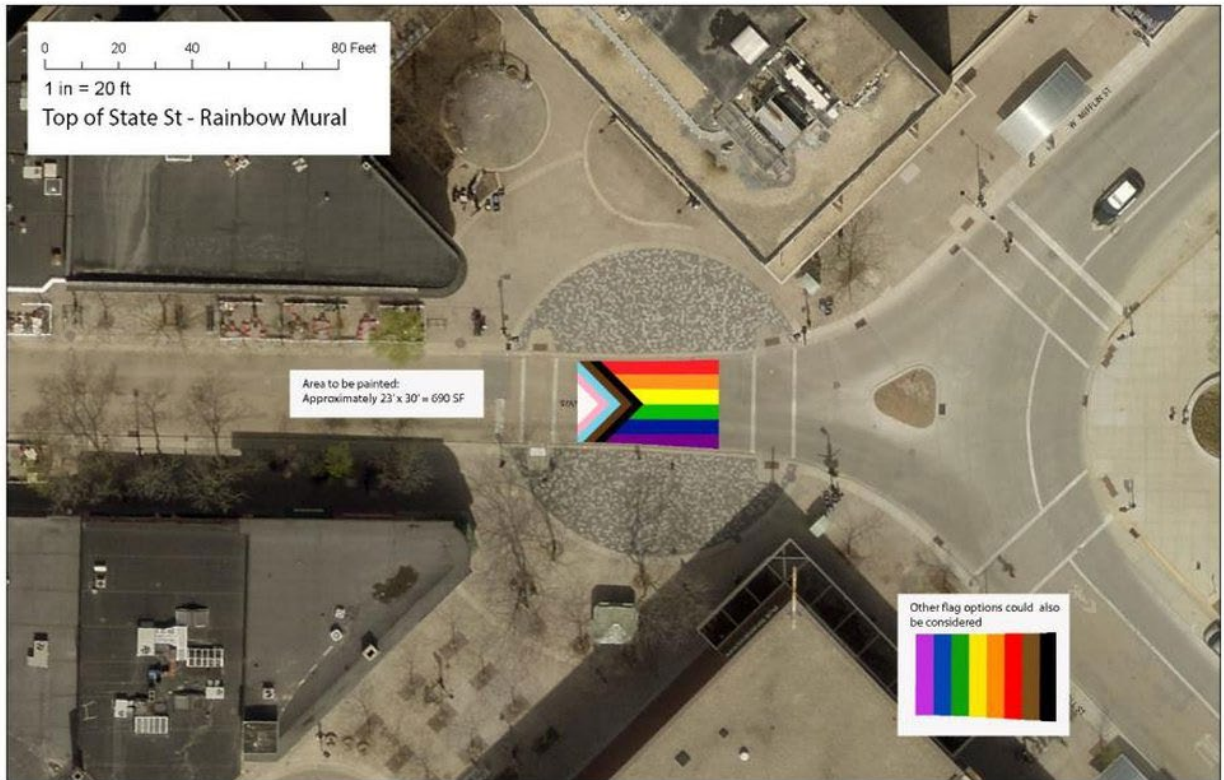 0 20 40 80 Feet
1 in = 20 ft
Top of State St - Rainbow Mural
W. MIFFLIN ST
Area to be painted:
Approximately 23' x 30' = 690 SF
Other flag options could also
be considered